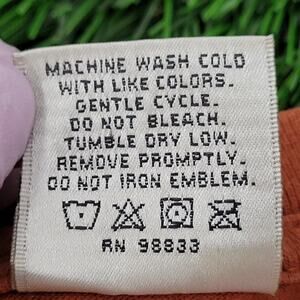 MACHINE WASH COLD
WITH LIKE COLORS.
GENTLE CYCLE.
DO NOT BLEACH.
TUMBLE DRY LOW.
REMOVE PROMPTLY.
DO NOT IRON EMBLEM.
RN 98833